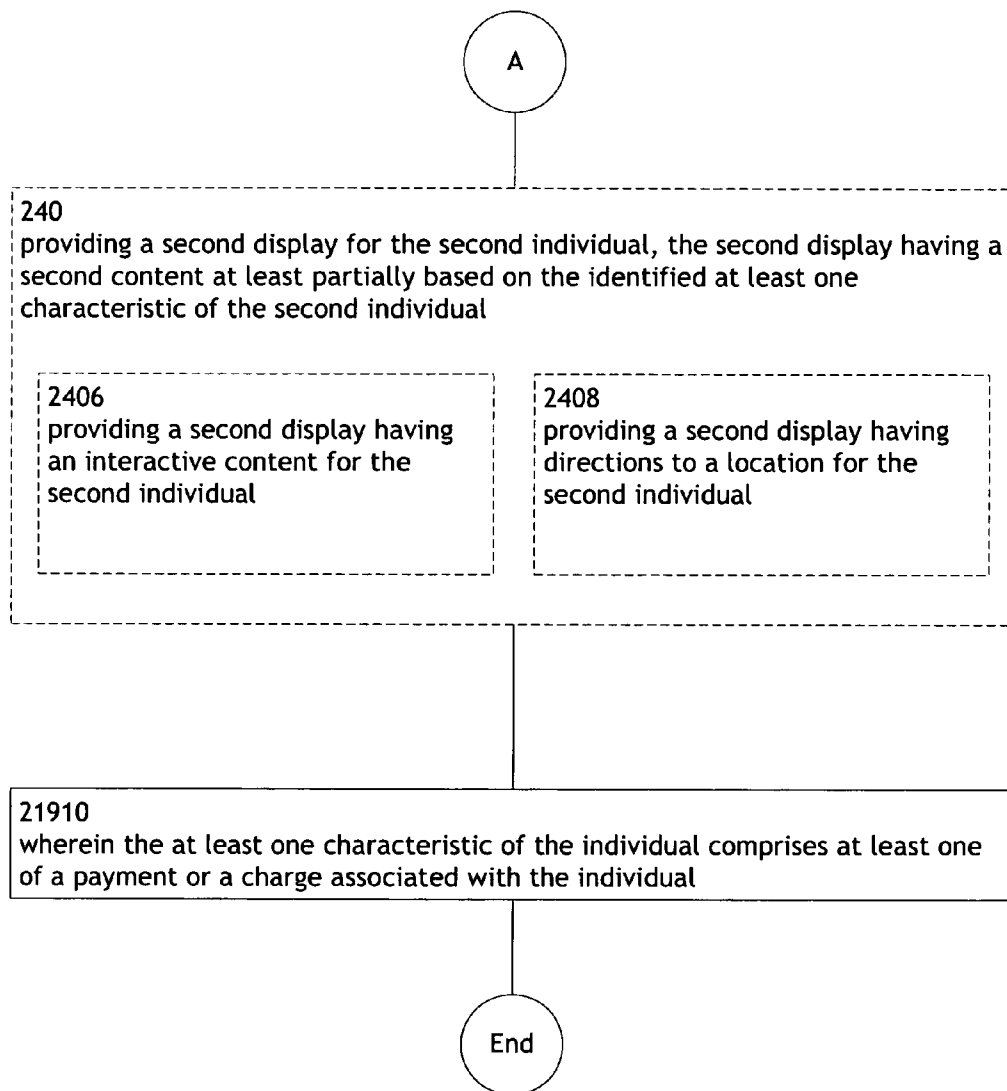 A
240
providing a second display for the second individual, the second display having a
second content at least partially based on the identified at least one
characteristic of the second individual
2406
providing a second display having
an interactive content for the
second individual
2408
providing a second display having
directions to a location for the
second individual
21910
wherein the at least one characteristic of the individual comprises at least one
of a payment or a charge associated with the individual
End